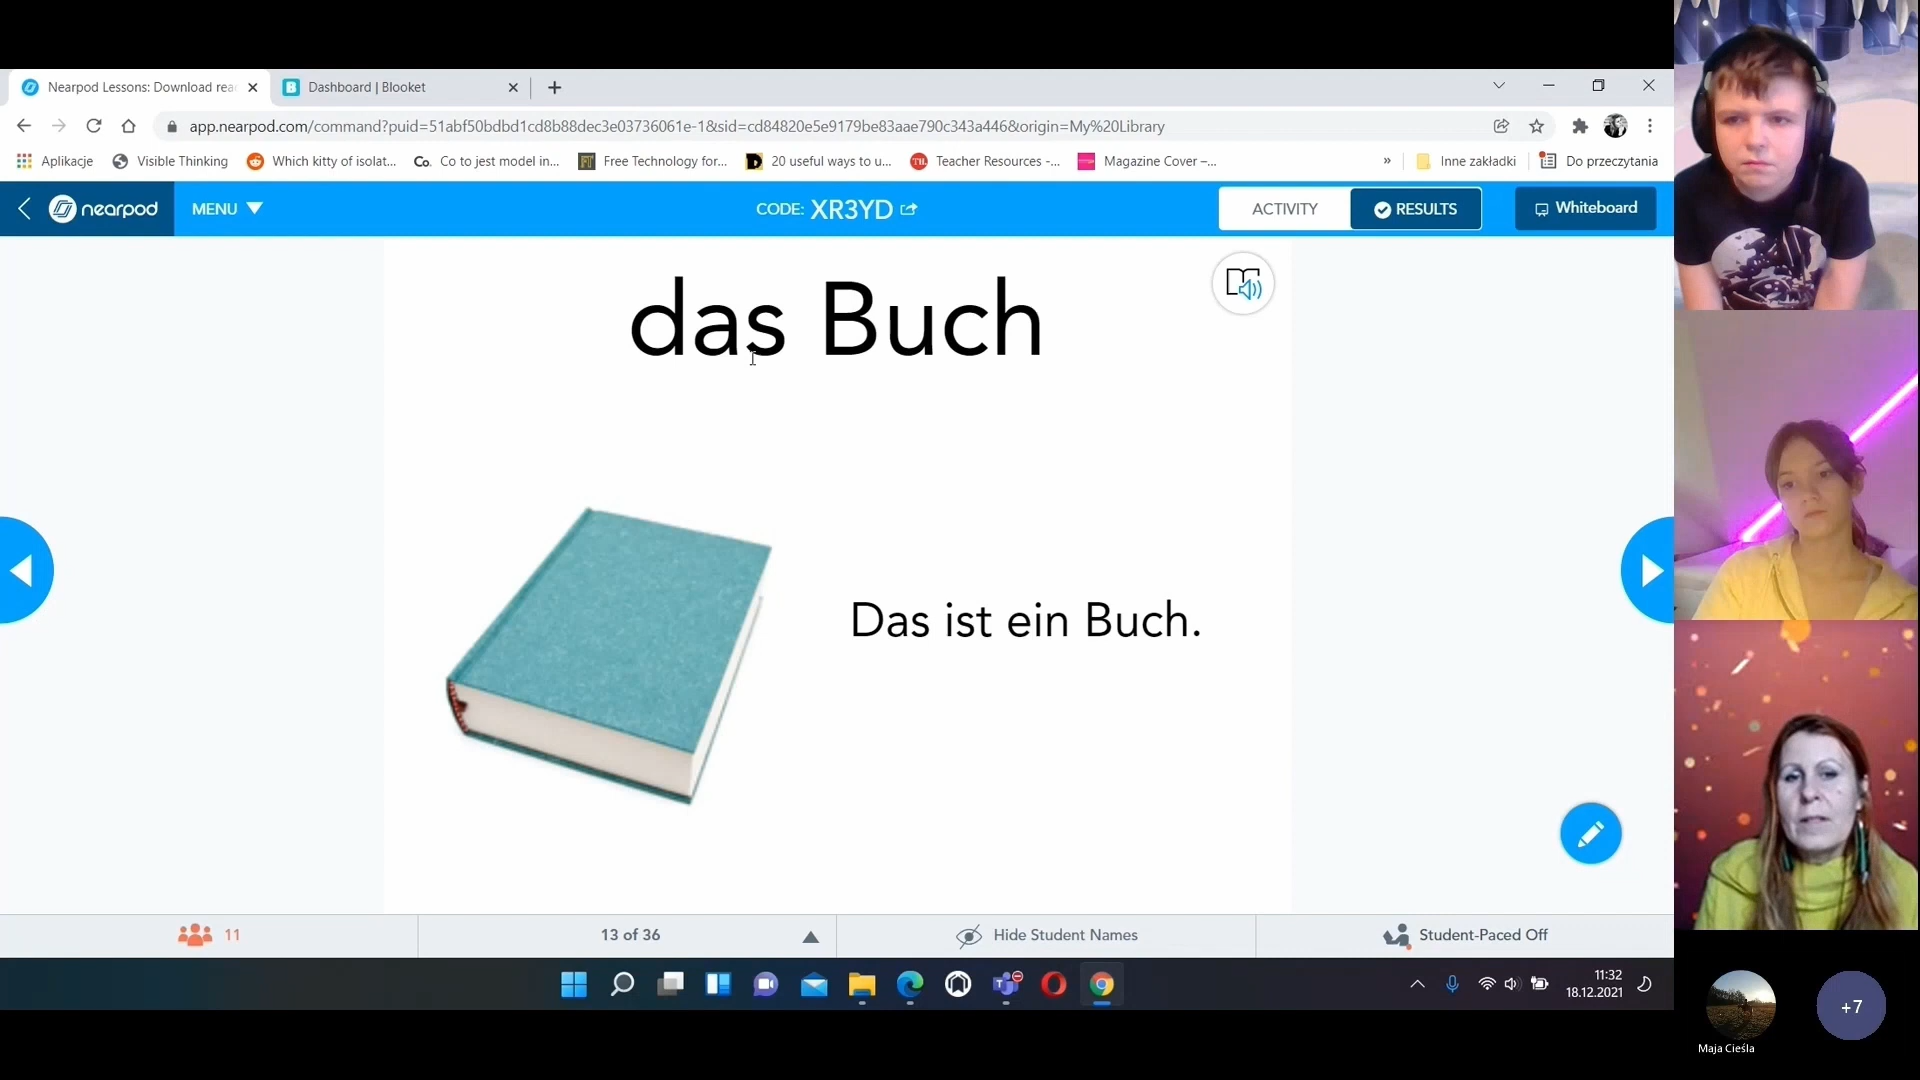 Nearpod Lessons: Download rea
Dashboard | Blooket
app.nearpod.com/command?puid=51abf50bdbd1cd8b88dec3e03736061e-1&sid=cd84820e5e9179be83aae790c343a446&origin=My%20Library
Aplikacje
Visible Thinking
Which kitty of isolat...
Co to jest model in...
Free Technology for...
20 useful ways to u...
Teacher Resources -...
Magazine Cover –...
»
Inne zakładki
Do przeczytania
nearpod
MENU
CODE: XR3YD
ACTIVITY
RESULTS
Whiteboard
das Buch
Das ist ein Buch.
11
13 of 36
Hide Student Names
Student-Paced Off
11:32
18.12.2021
+7
Maja Cieśla